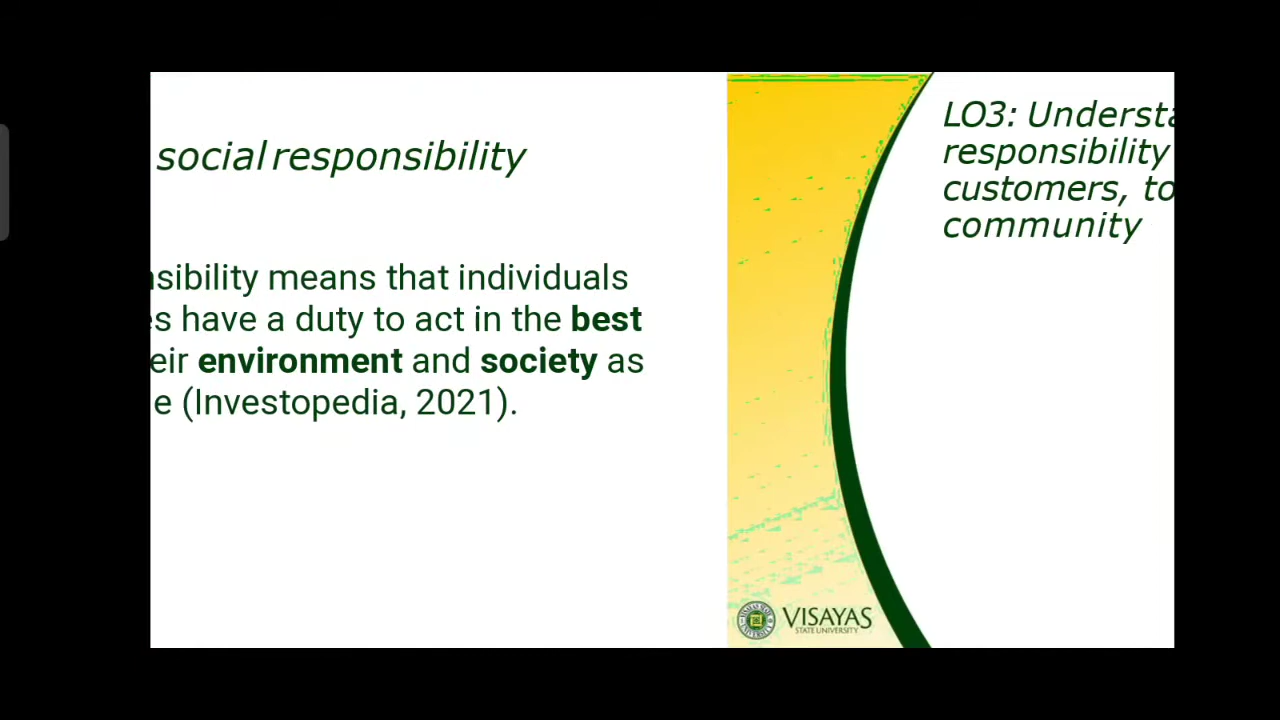 social responsibility
nsibility means that individuals
es have a duty to act in the best
eir environment and society as
e (Investopedia, 2021).
LO3: Understa
responsibility
customers, to
community
VISAYAS
STATE UNIVERSITY